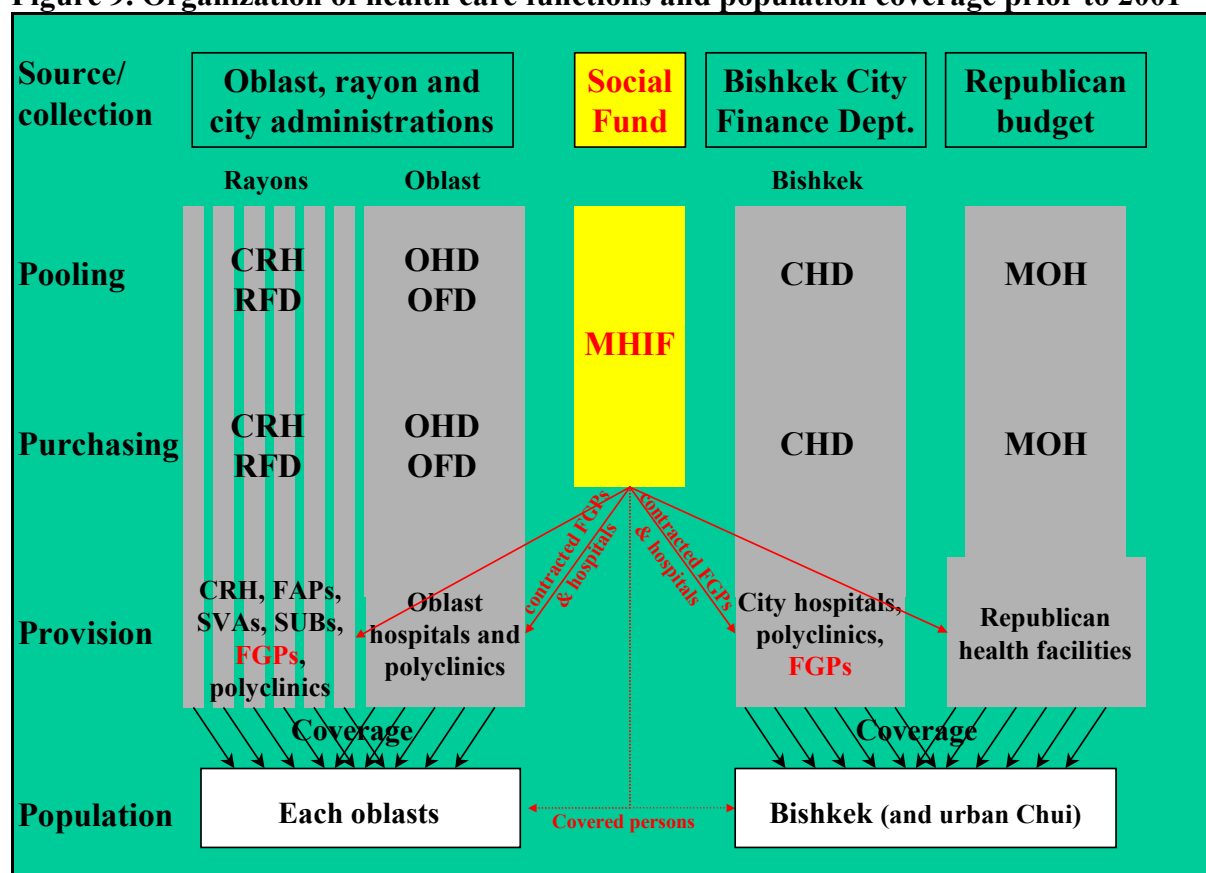 Figure 9. Organization of health care functions and population coverage prior to 2001
Source/
collection
Oblast, rayon and
city administrations
Social
Fund
Bishkek City
Finance Dept.
Republican
budget
Rayons
Oblast
Bishkek
Pooling
CRH
RFD
OHD
OFD
MHIF
CHD
MOH
Purchasing
CRH
RFD
OHD
OFD
CHD
MOH
contracted FGPs
& hospitals
contracted FGPs
& hospitals
Provision
CRH, FAPs,
SVAs, SUBs,
FGPs,
polyclinics
Oblast
hospitals and
polyclinics
City hospitals,
polyclinics,
FGPs
Republican
health facilities
Coverage
Coverage
Population
Each oblasts
Covered persons
Bishkek (and urban Chui)